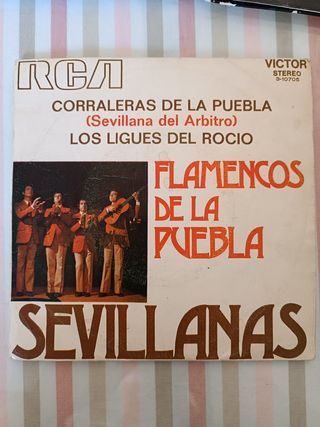 RCA
VICTOR
STEREO
3-10705
CORRALERAS DE LA PUEBLA
(Sevillana del Arbitro)
LOS LIGUES DEL ROCIO
FLAMENCOS
DE LA
PUEBLA
SEVILLANAS